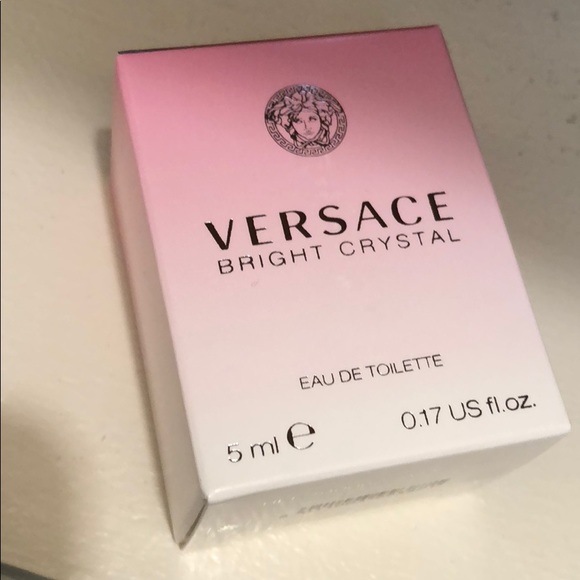 VERSACE
BRIGHT CRYSTAL
EAU DE TOILETTE
5 ml ℮ 0.17 US fl.oz.